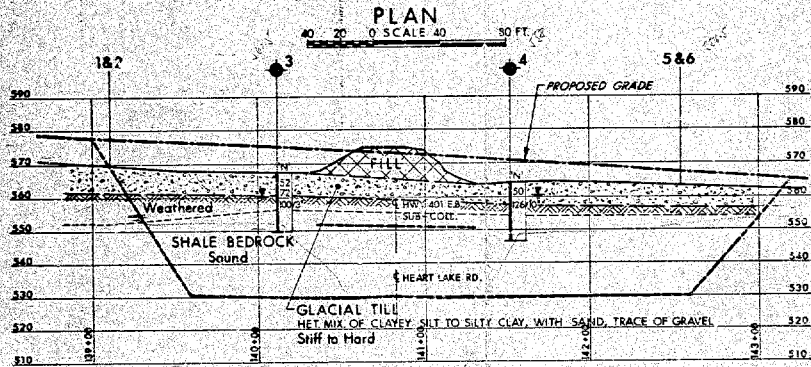 PLAN
40 20 0 SCALE 40 80 FT.
1&2 3 4 5&6
590 590
PROPOSED GRADE
580 580
570 FILL 570
N N
50
560 Weathered 560
HWY 401 E.B.
SUB-COLL.
550 550
SHALE BEDROCK
Sound
540 540
HEART LAKE RD.
530 530
GLACIAL TILL
HET. MIX. OF CLAYEY SILT TO SILTY CLAY, WITH SAND, TRACE OF GRAVEL
520 520
Stiff to Hard
139+00 140+00 141+00 142+00 143+00
510 510